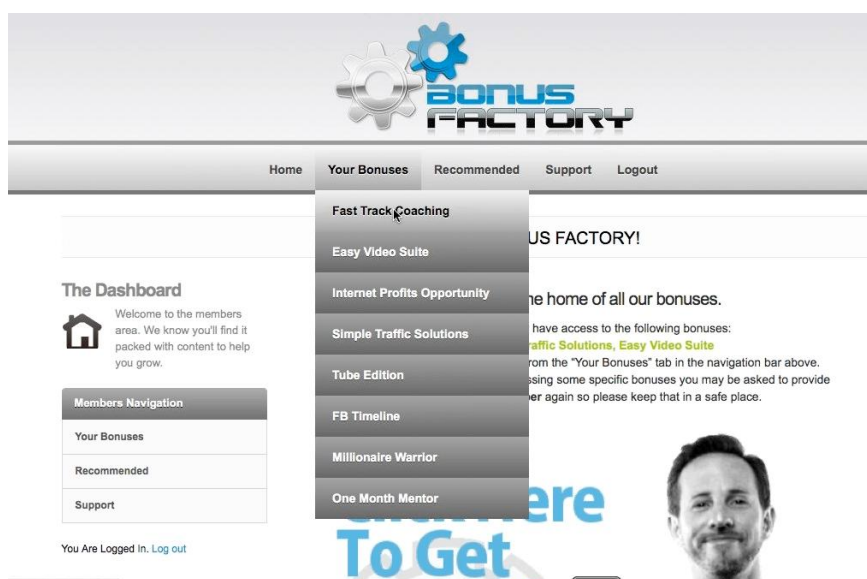 BONUS
FACTORY
Home Your Bonuses Recommended Support Logout
Fast Track Coaching
Easy Video Suite
Internet Profits Opportunity
Simple Traffic Solutions
Tube Edition
FB Timeline
Millionaire Warrior
One Month Mentor
US FACTORY!
The Dashboard
Welcome to the members
area. We know you'll find it
packed with content to help
you grow.
Members Navigation
Your Bonuses
Recommended
Support
You Are Logged In. Log out
home of all our bonuses.
have access to the following bonuses:
Solutions, Easy Video Suite
from the "Your Bonuses" tab in the navigation bar above.
some specific bonuses you may be asked to provide
again so please keep that in a safe place.
To Get